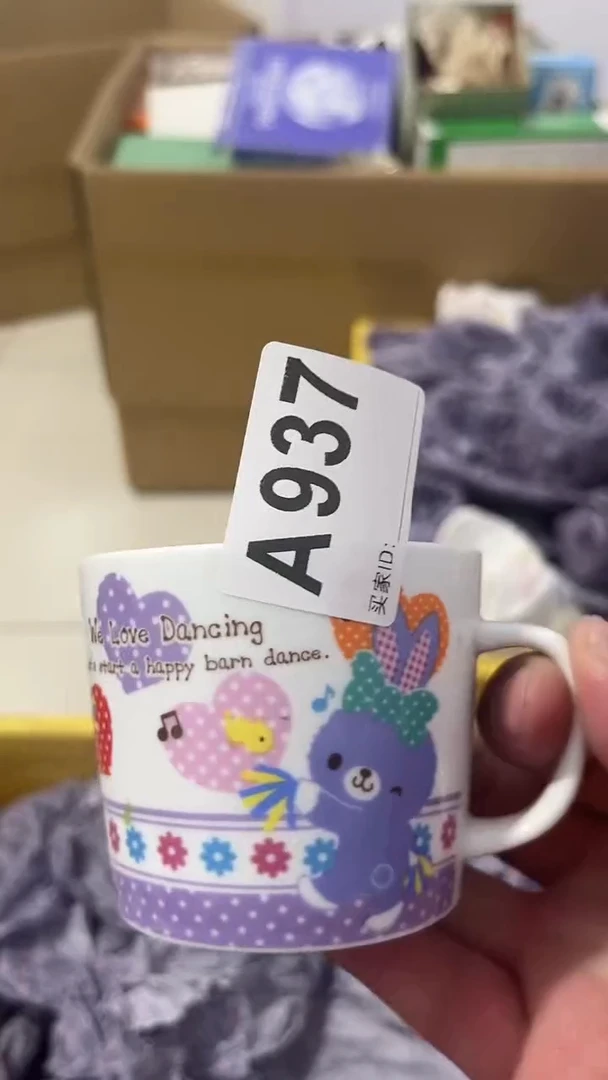 A937
买家ID:
We Love Dancing
start a happy barn dance.